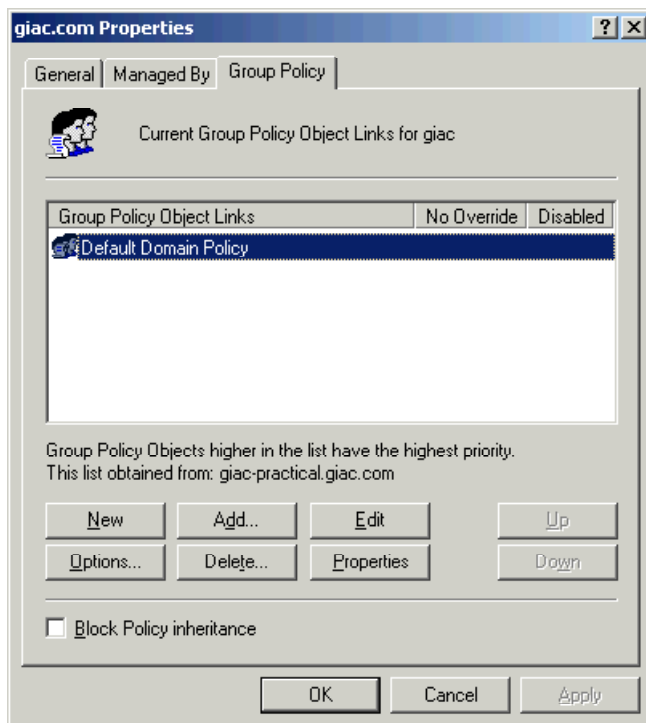 giac.com Properties
General Managed By Group Policy
Current Group Policy Object Links for giac
Group Policy Object Links No Override Disabled
Default Domain Policy
Group Policy Objects higher in the list have the highest priority.
This list obtained from: giac-practical.giac.com
New Add... Edit Up
Options... Delete... Properties Down
Block Policy inheritance
OK Cancel Apply